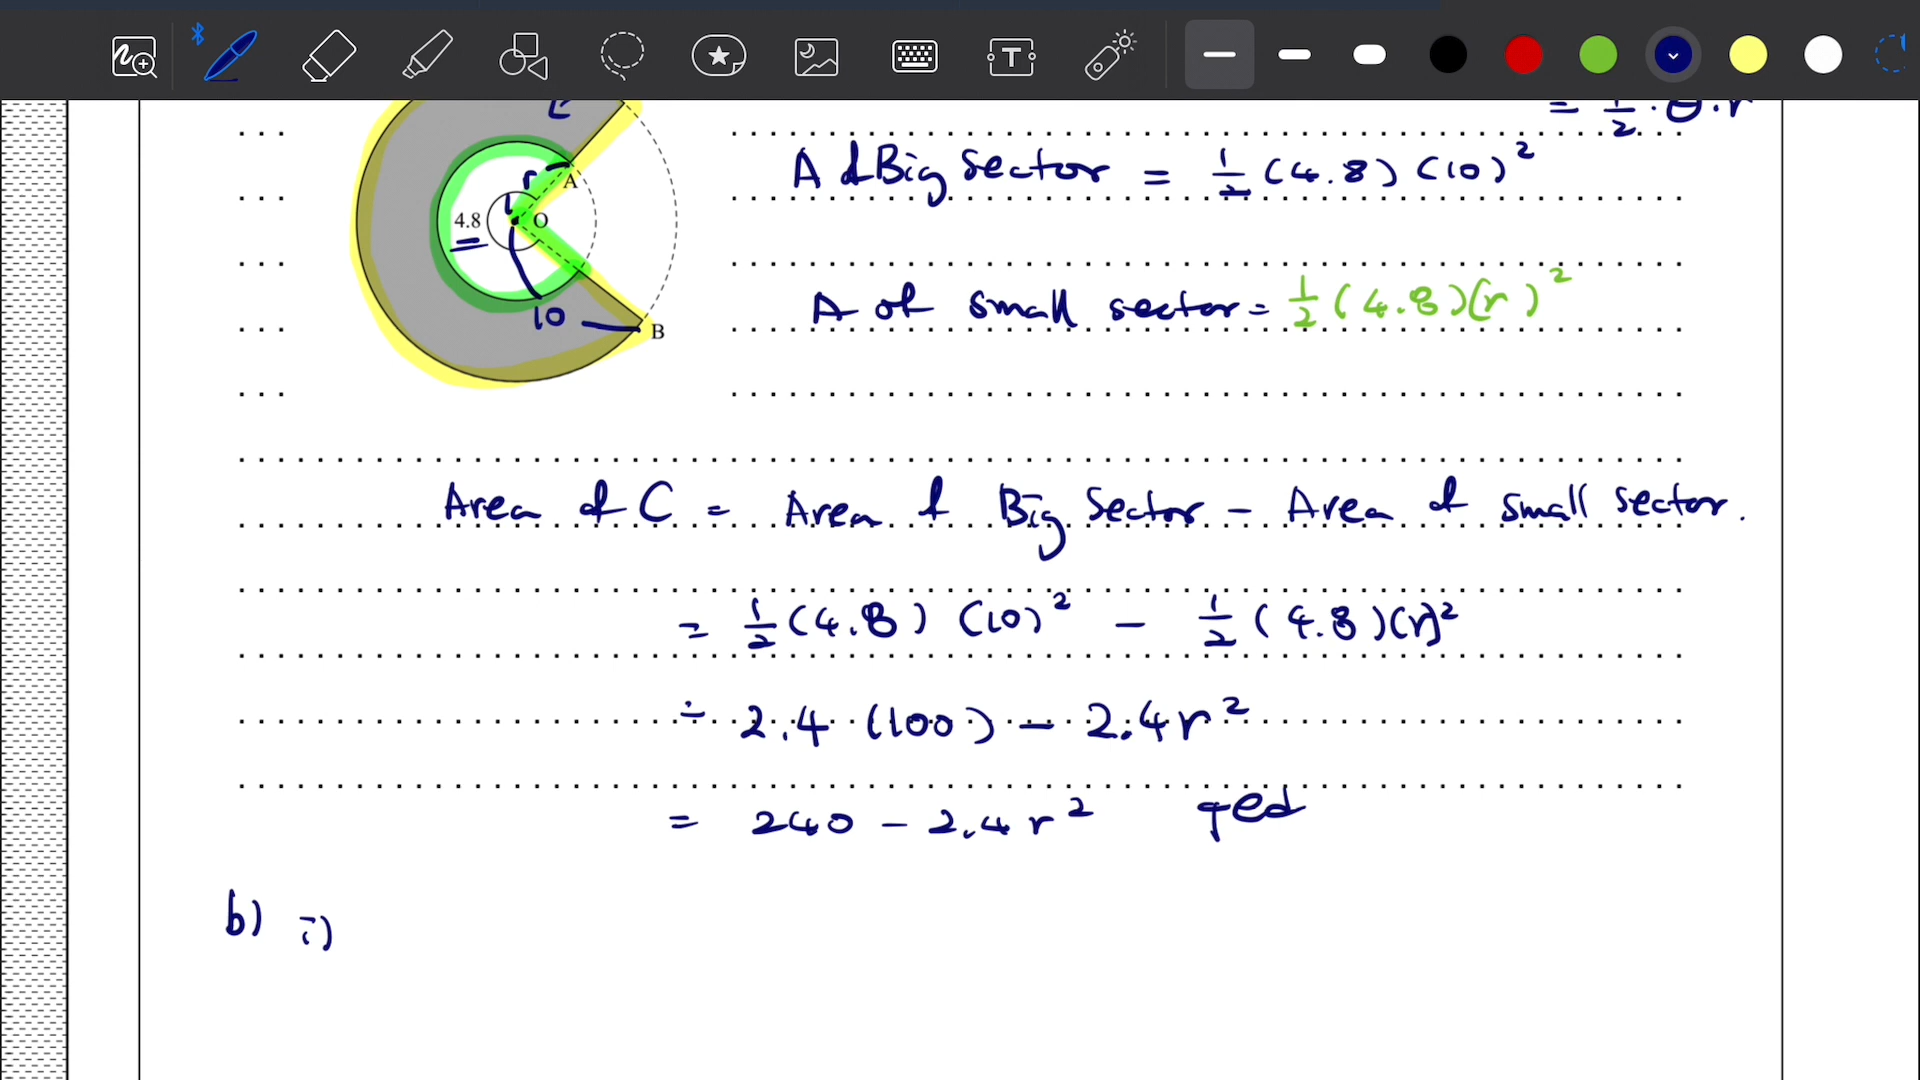 = 1/2 . θ . r
r
A
4.8
O
10
B
A of Big Sector = 1/2 (4.8) (10)²
A of small sector = 1/2 (4.8)(r)²
Area of C = Area of Big Sector - Area of small sector.
= 1/2 (4.8) (10)² - 1/2 (4.8)(r)²
= 2.4 (100) - 2.4r²
= 240 - 2.4 r² qed
b) i)